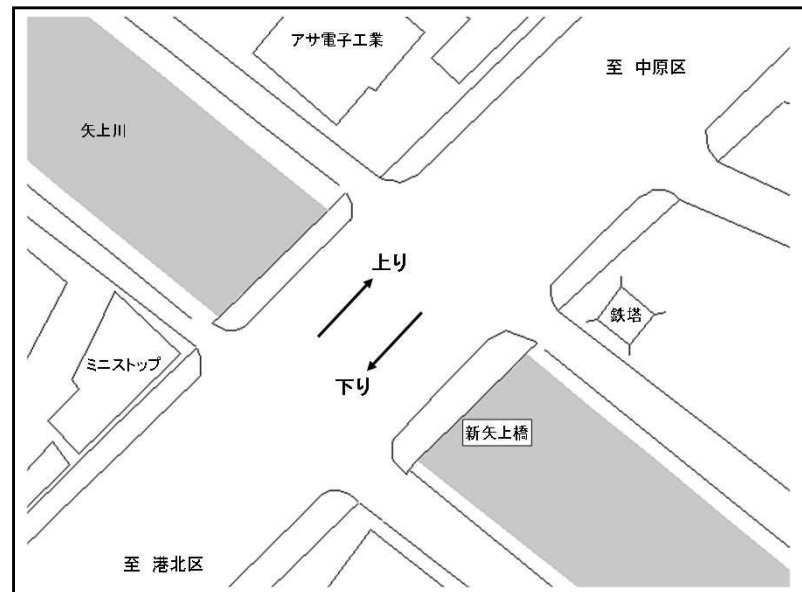 アサ電子工業
至 中原区
矢上川
上り
鉄塔
ミニストップ
下り
新矢上橋
至 港北区